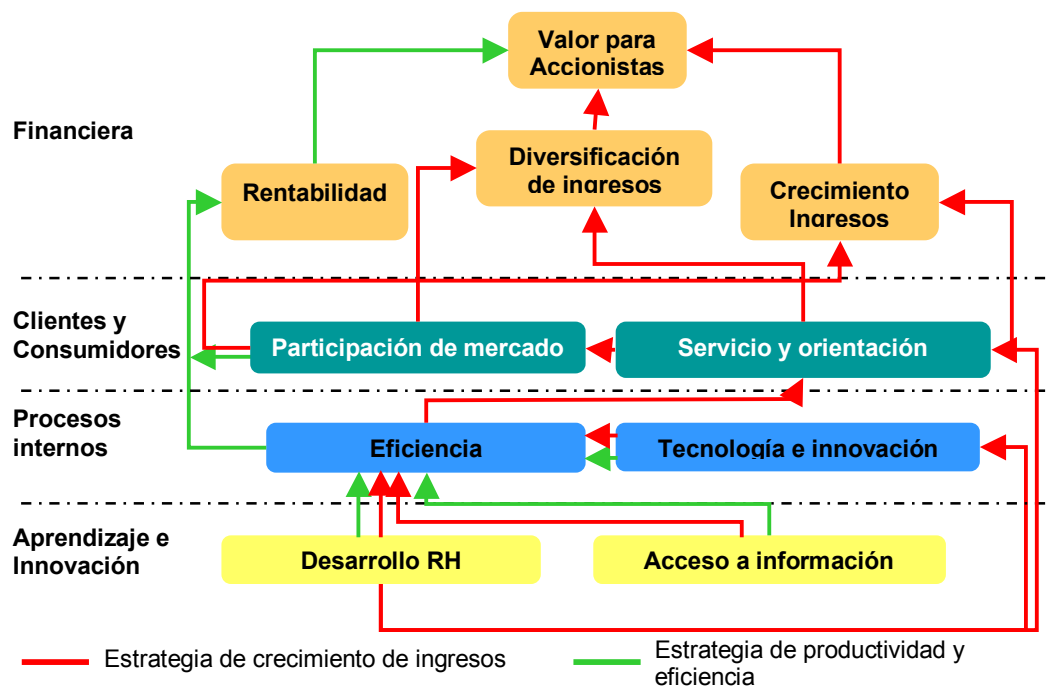 Valor para
Accionistas
Financiera
Diversificación
de ingresos
Rentabilidad
Crecimiento
Ingresos
Clientes y
Consumidores
Participación de mercado
Servicio y orientación
Procesos
internos
Eficiencia
Tecnología e innovación
Aprendizaje e
Innovación
Desarrollo RH
Acceso a información
Estrategia de crecimiento de ingresos
Estrategia de productividad y
eficiencia